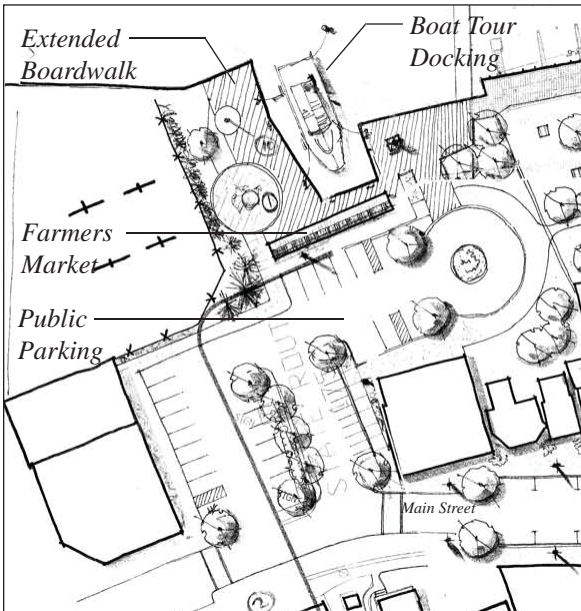 Extended
Boardwalk
Boat Tour
Docking
Farmers
Market
Public
Parking
Main Street